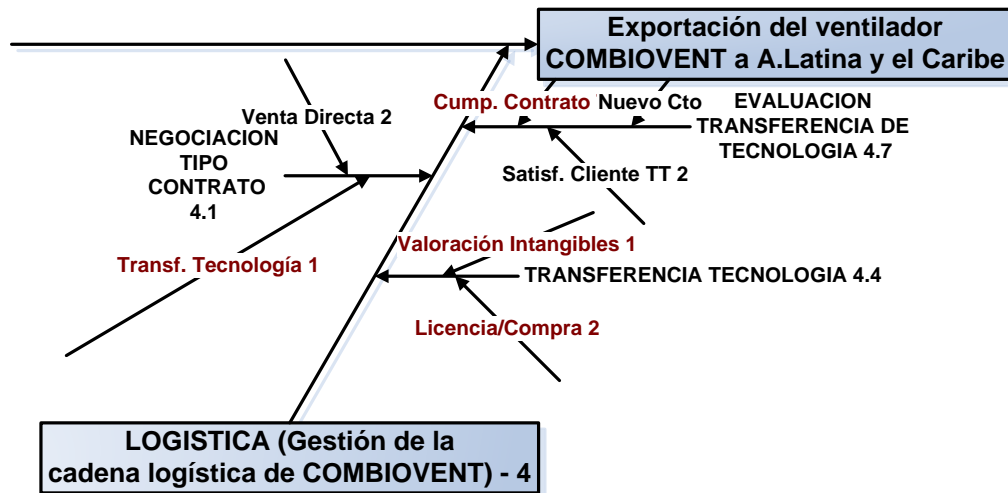 Exportación del ventilador
COMBIOVENT a A.Latina y el Caribe
Cump. Contrato
Nuevo Cto
EVALUACION
TRANSFERENCIA DE
TECNOLOGIA 4.7
Venta Directa 2
NEGOCIACION
TIPO
CONTRATO
4.1
Satisf. Cliente TT 2
Transf. Tecnología 1
Valoración Intangibles 1
TRANSFERENCIA TECNOLOGIA 4.4
Licencia/Compra 2
LOGISTICA (Gestión de la
cadena logística de COMBIOVENT) - 4